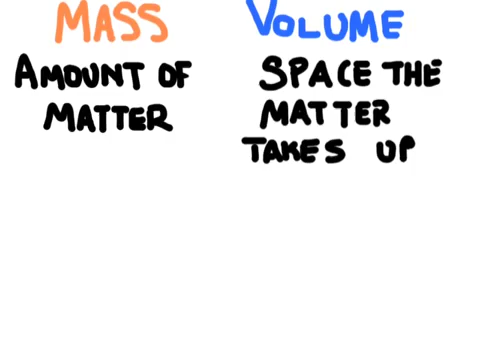 MASS
AMOUNT OF
MATTER
VOLUME
SPACE THE
MATTER
TAKES UP